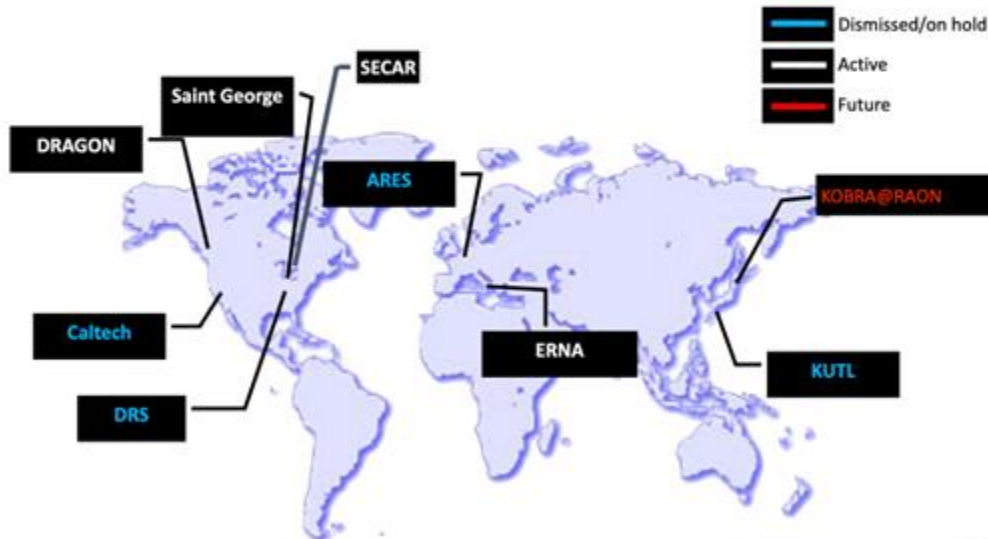 Dismissed/on hold
Active
Future
SECAR
Saint George
DRAGON
ARES
KOBRA@RAON
Caltech
ERNA
KUTL
DRS